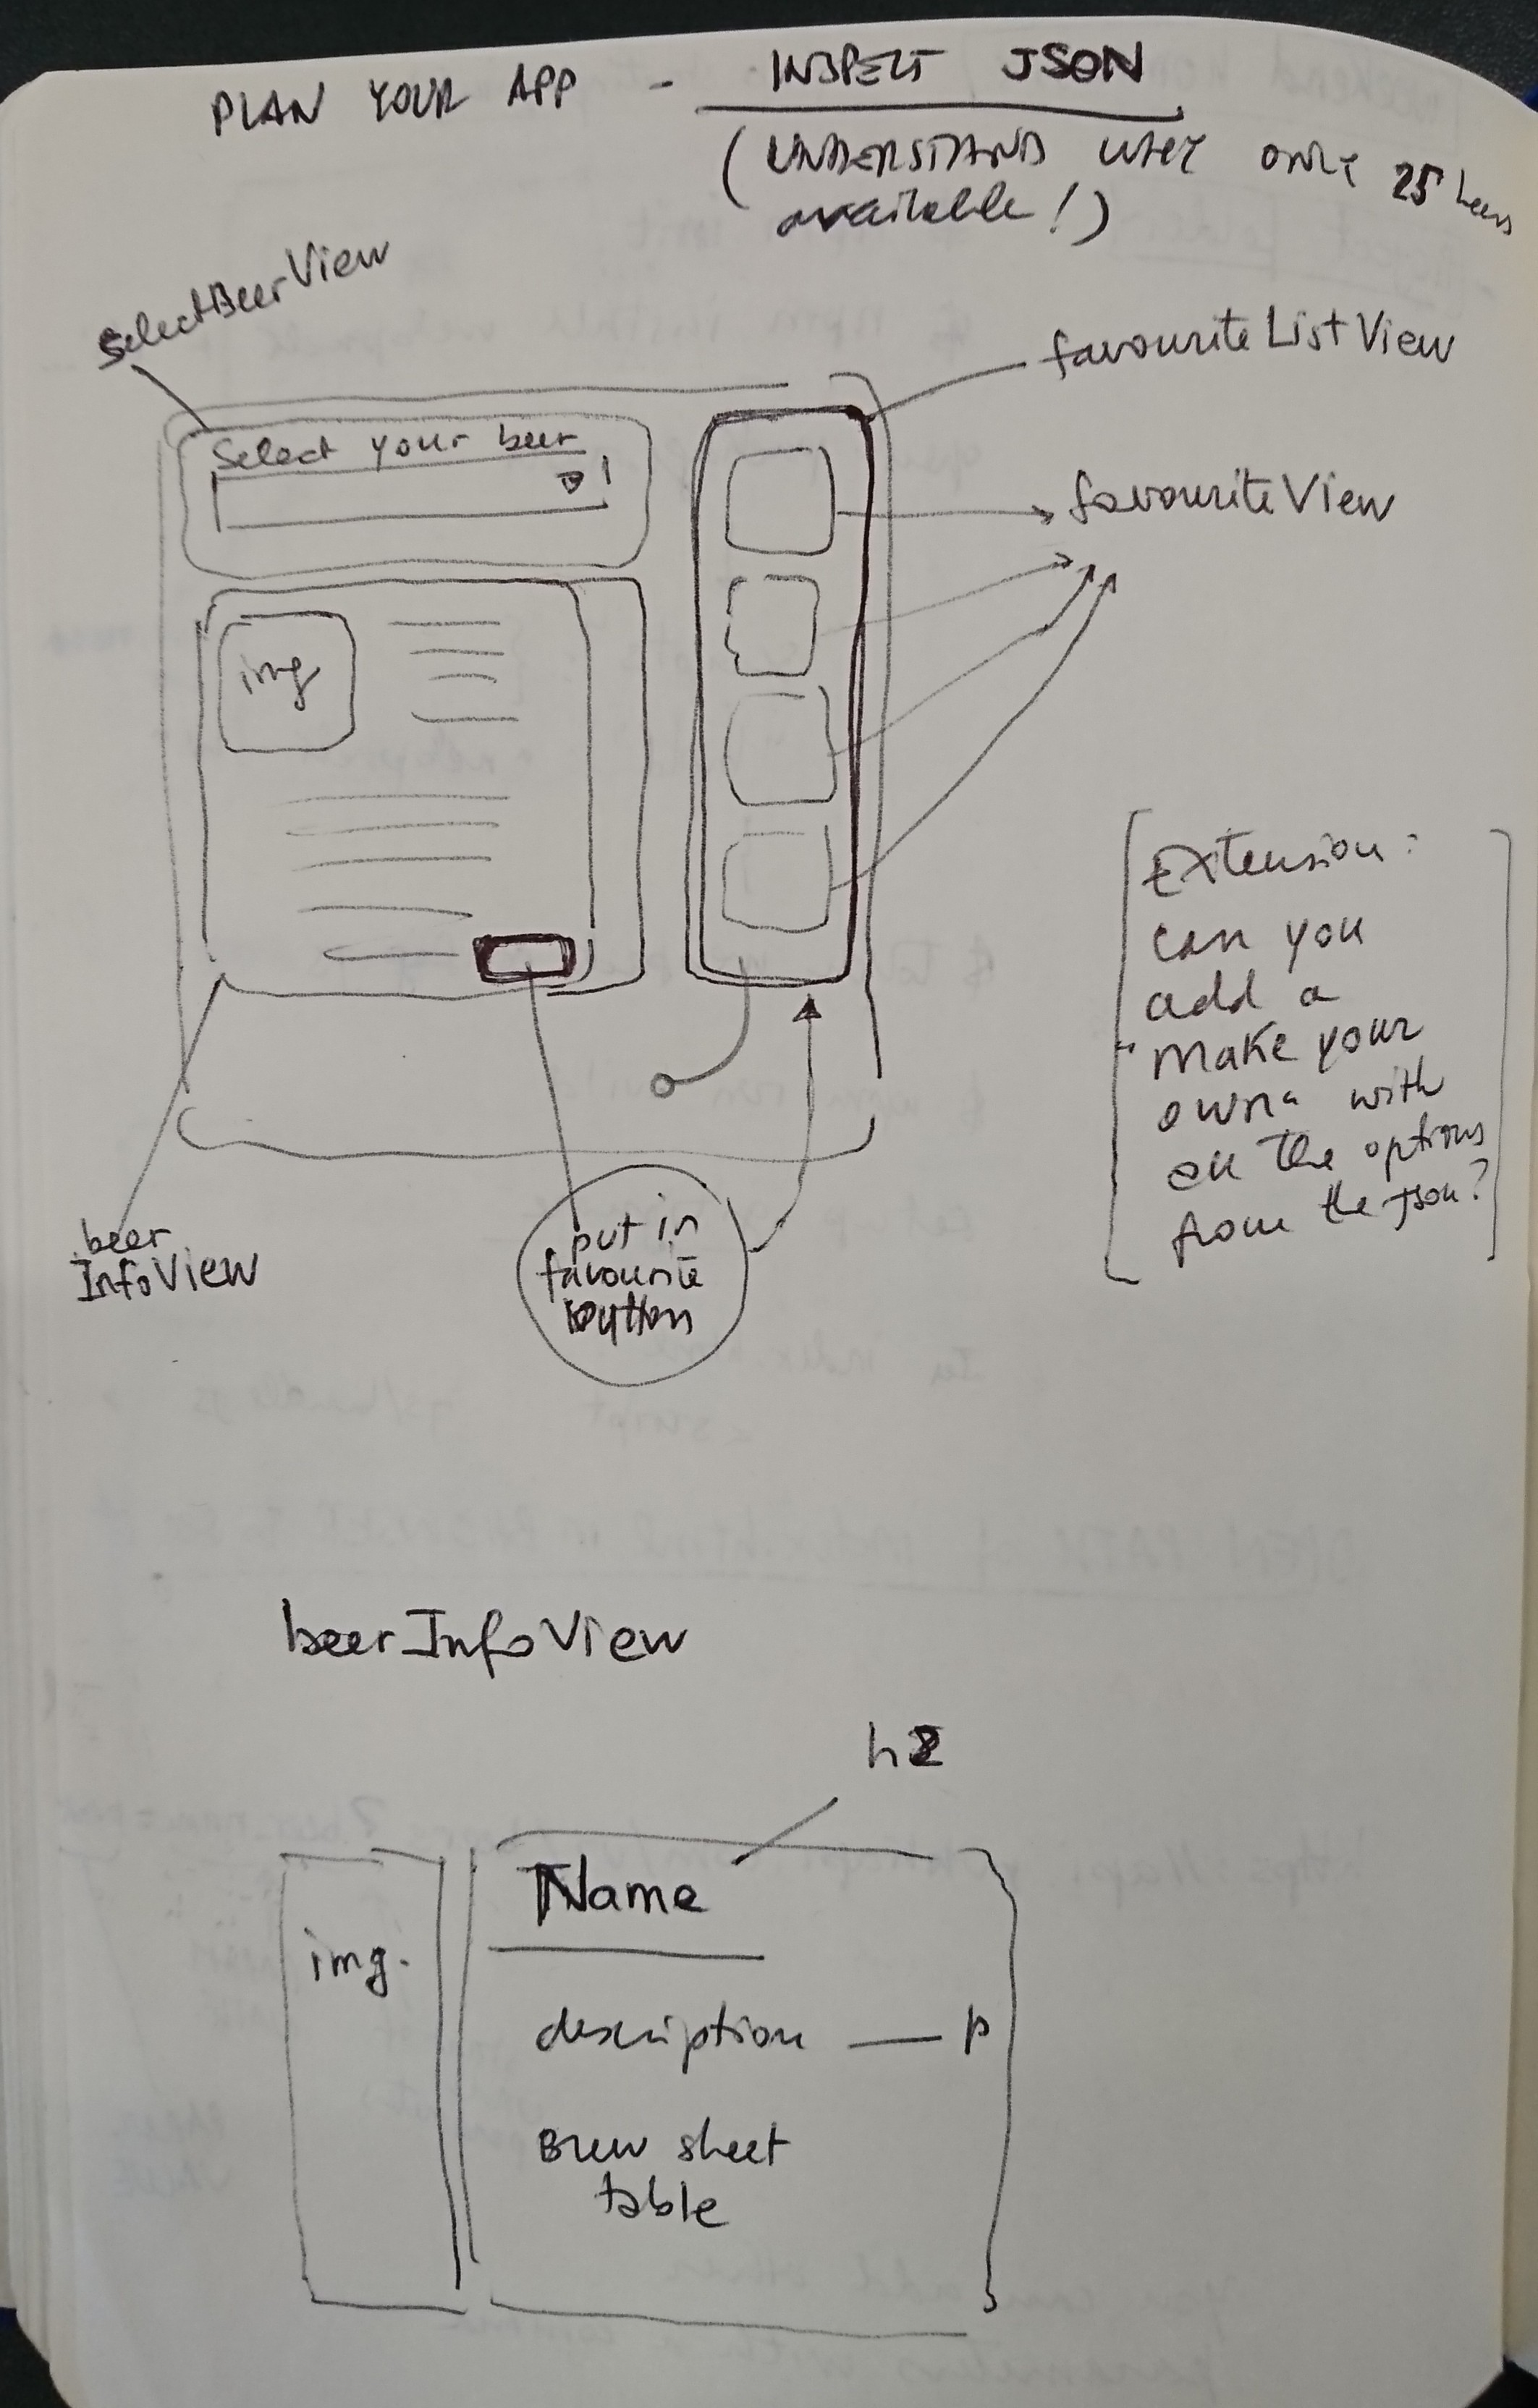 PLAN YOUR APP - INSPECT JSON
(UNDERSTAND WHY ONLY 25 beers
available!)
selectBeerView
favouriteListView
Select your beer
favouriteView
img
Extension:
can you
add a
"make your
own" with
all the options
from the json?
beer
InfoView
put in
favourite
button
beerInfoView
h2
Name
img.
description — p
Brew sheet
table